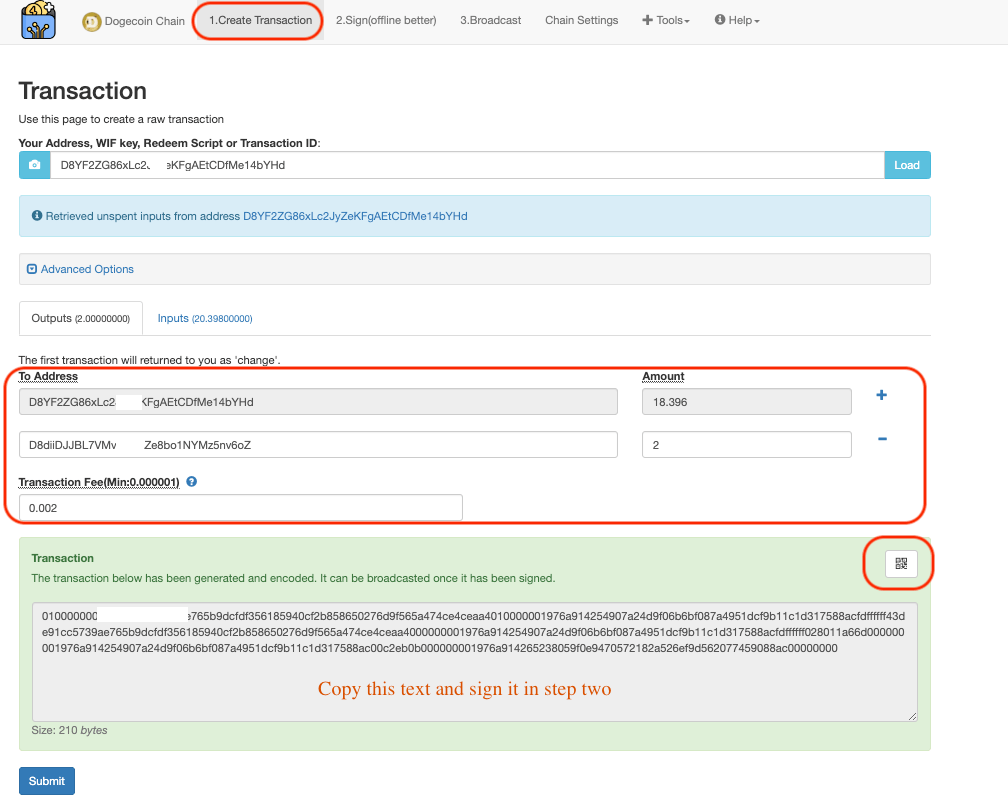 Dogecoin Chain 1.Create Transaction 2.Sign(offline better) 3.Broadcast Chain Settings Tools Help
Transaction
Use this page to create a raw transaction
Your Address, WIF key, Redeem Script or Transaction ID:
D8YF2ZG86xLc2 eKFgAEtCDfMe14bYHd Load
Retrieved unspent inputs from address D8YF2ZG86xLc2JyZeKFgAEtCDfMe14bYHd
Advanced Options
Outputs (2.00000000) Inputs (20.39800000)
The first transaction will returned to you as 'change'.
To Address Amount
D8YF2ZG86xLc2 KFgAEtCDfMe14bYHd 18.396
D8diiDJJBL7VMv Ze8bo1NYMz5nv6oZ 2
Transaction Fee(Min:0.000001)
0.002
Transaction
The transaction below has been generated and encoded. It can be broadcasted once it has been signed.
010000000 e765b9dcfdf356185940cf2b858650276d9f565a474ce4ceaa4010000001976a914254907a24d9f06b6bf087a4951dcf9b11c1d317588acfdffffff43d
e91cc5739ae765b9dcfdf356185940cf2b858650276d9f565a474ce4ceaa4000000001976a914254907a24d9f06b6bf087a4951dcf9b11c1d317588acfdffffff028011a66d000000
001976a914254907a24d9f06b6bf087a4951dcf9b11c1d317588ac00c2eb0b000000001976a914265238059f0e9470572182a526ef9d562077459088ac00000000
Copy this text and sign it in step two
Size: 210 bytes
Submit